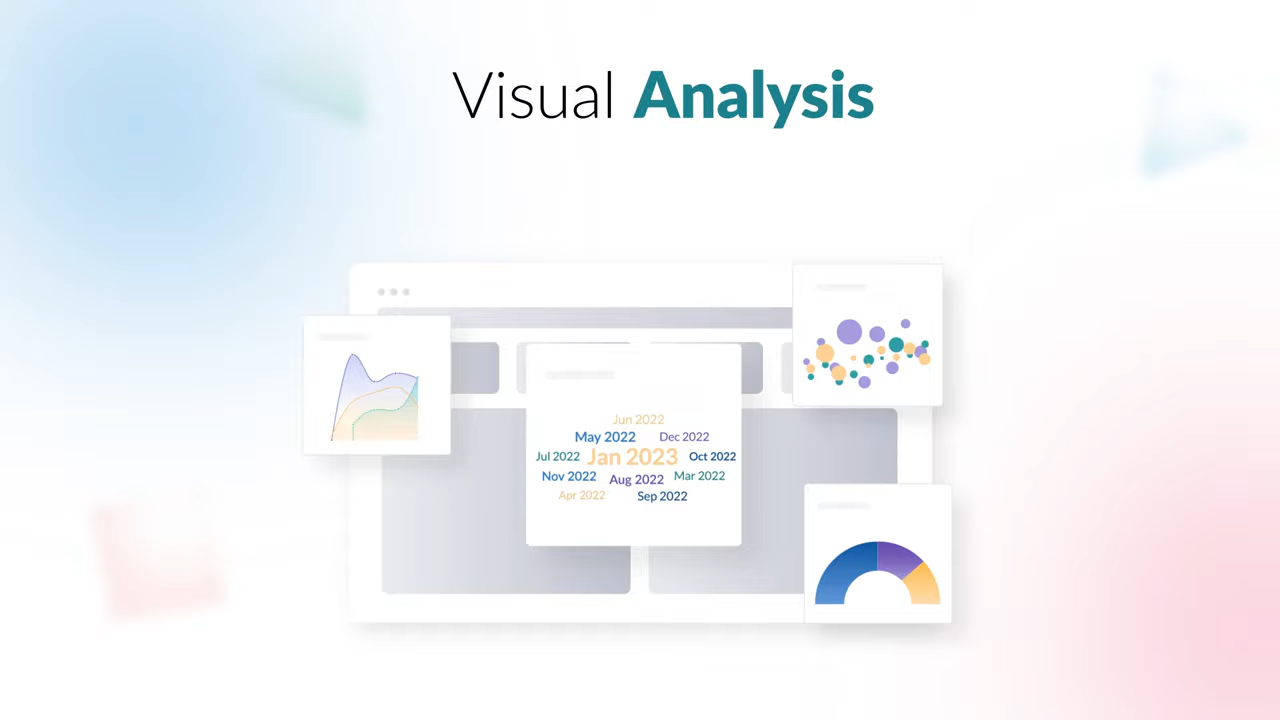 Visual Analysis
Jun 2022
May 2022 Dec 2022
Jul 2022 Jan 2023 Oct 2022
Nov 2022 Aug 2022 Mar 2022
Apr 2022 Sep 2022